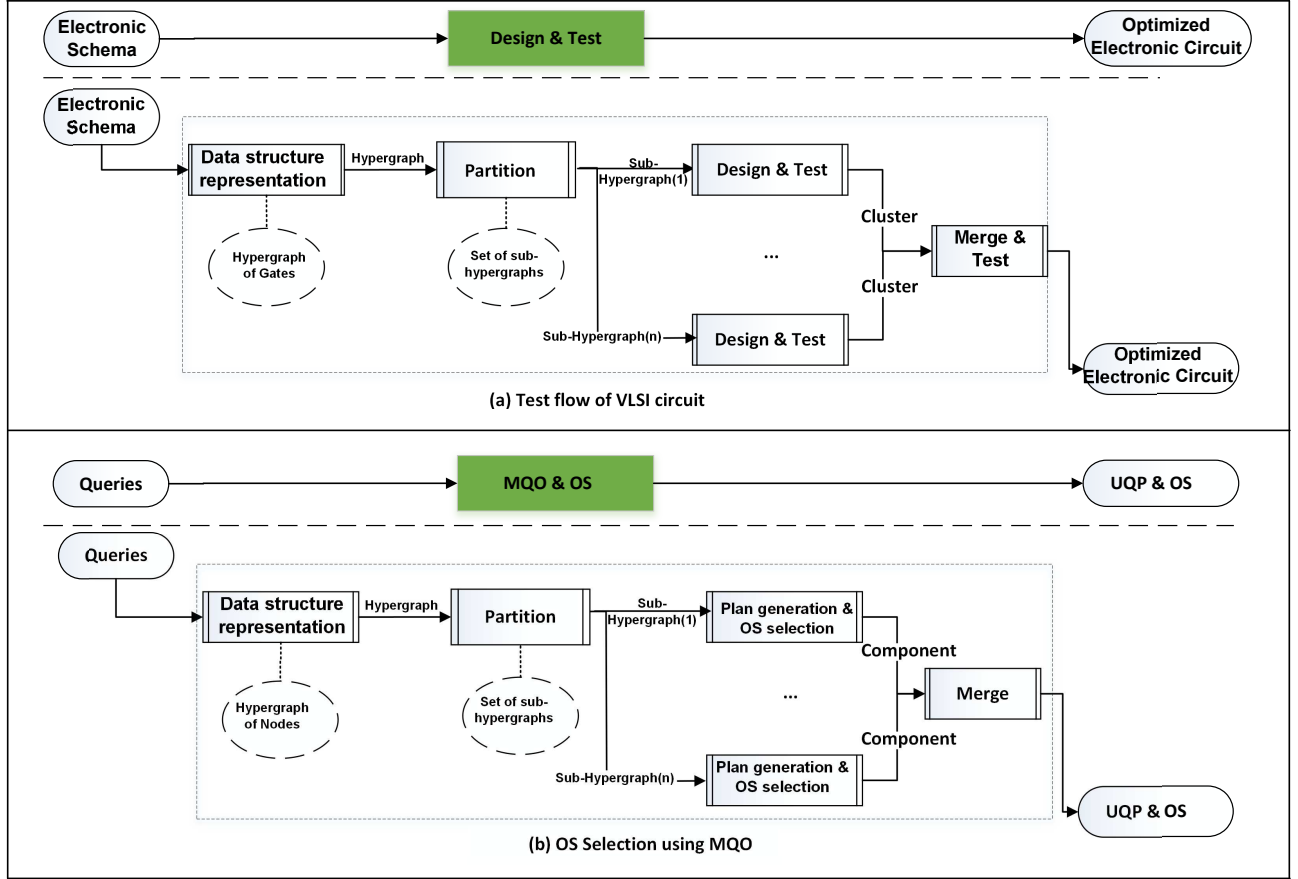 Electronic
Schema
Design & Test
Optimized
Electronic Circuit
Electronic
Schema
Data structure
representation
Hypergraph
Partition
Sub-
Hypergraph(1)
Design & Test
Hypergraph
of Gates
Set of sub-
hypergraphs
Cluster
...
Merge &
Test
Cluster
Sub-Hypergraph(n)
Design & Test
Optimized
Electronic Circuit
(a) Test flow of VLSI circuit
Queries
MQO & OS
UQP & OS
Queries
Data structure
representation
Hypergraph
Partition
Sub-
Hypergraph(1)
Plan generation &
OS selection
Component
Hypergraph
of Nodes
Set of sub-
hypergraphs
...
Merge
Component
Sub-Hypergraph(n)
Plan generation &
OS selection
UQP & OS
(b) OS Selection using MQO